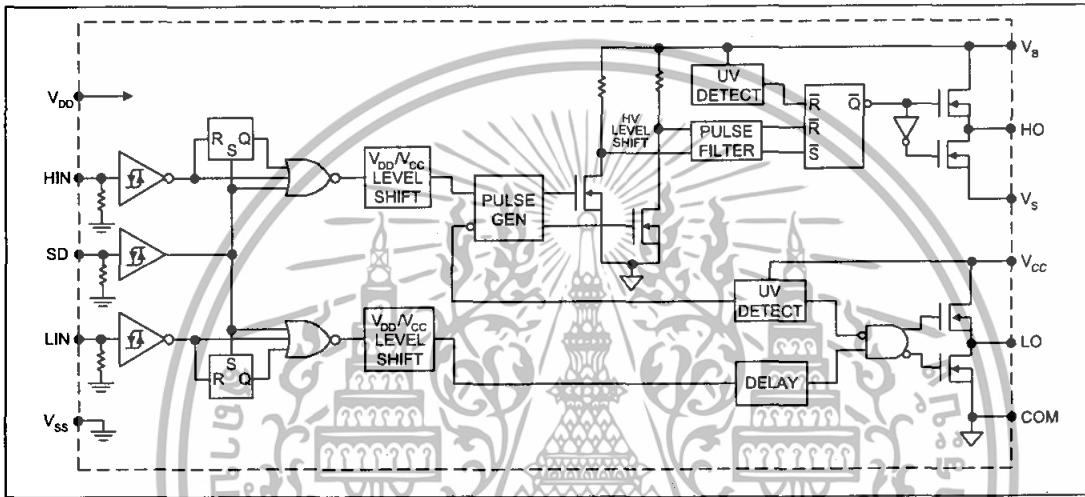 V_B
UV DETECT
V_DD
R Q
S
HIN
V_DD/V_CC LEVEL SHIFT
PULSE GEN
HV LEVEL SHIFT
PULSE FILTER
R̅ Q̅
R̅
S̅
HO
V_S
SD
V_CC
UV DETECT
LIN
S
R Q
V_DD/V_CC LEVEL SHIFT
DELAY
LO
V_SS
COM